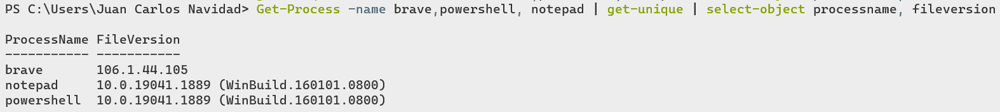 PS C:\Users\Juan Carlos Navidad> Get-Process -name brave,powershell, notepad | get-unique | select-object processname, fileversion
ProcessName FileVersion
----------- -----------
brave       106.1.44.105
notepad     10.0.19041.1889 (WinBuild.160101.0800)
powershell  10.0.19041.1889 (WinBuild.160101.0800)